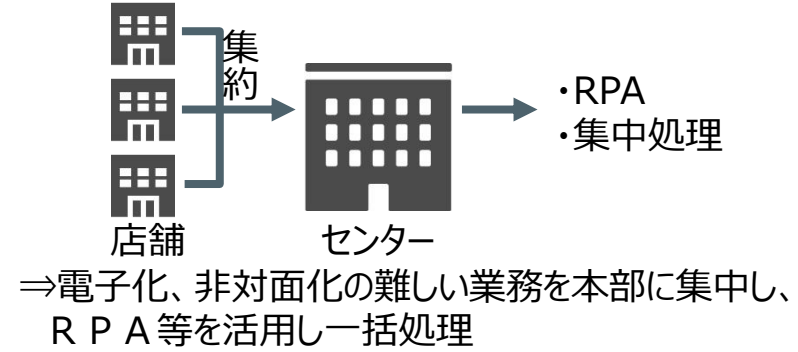 集
約
・RPA
・集中処理
店舗
センター
⇒電子化、非対面化の難しい業務を本部に集中し、
ＲＰＡ等を活用し一括処理